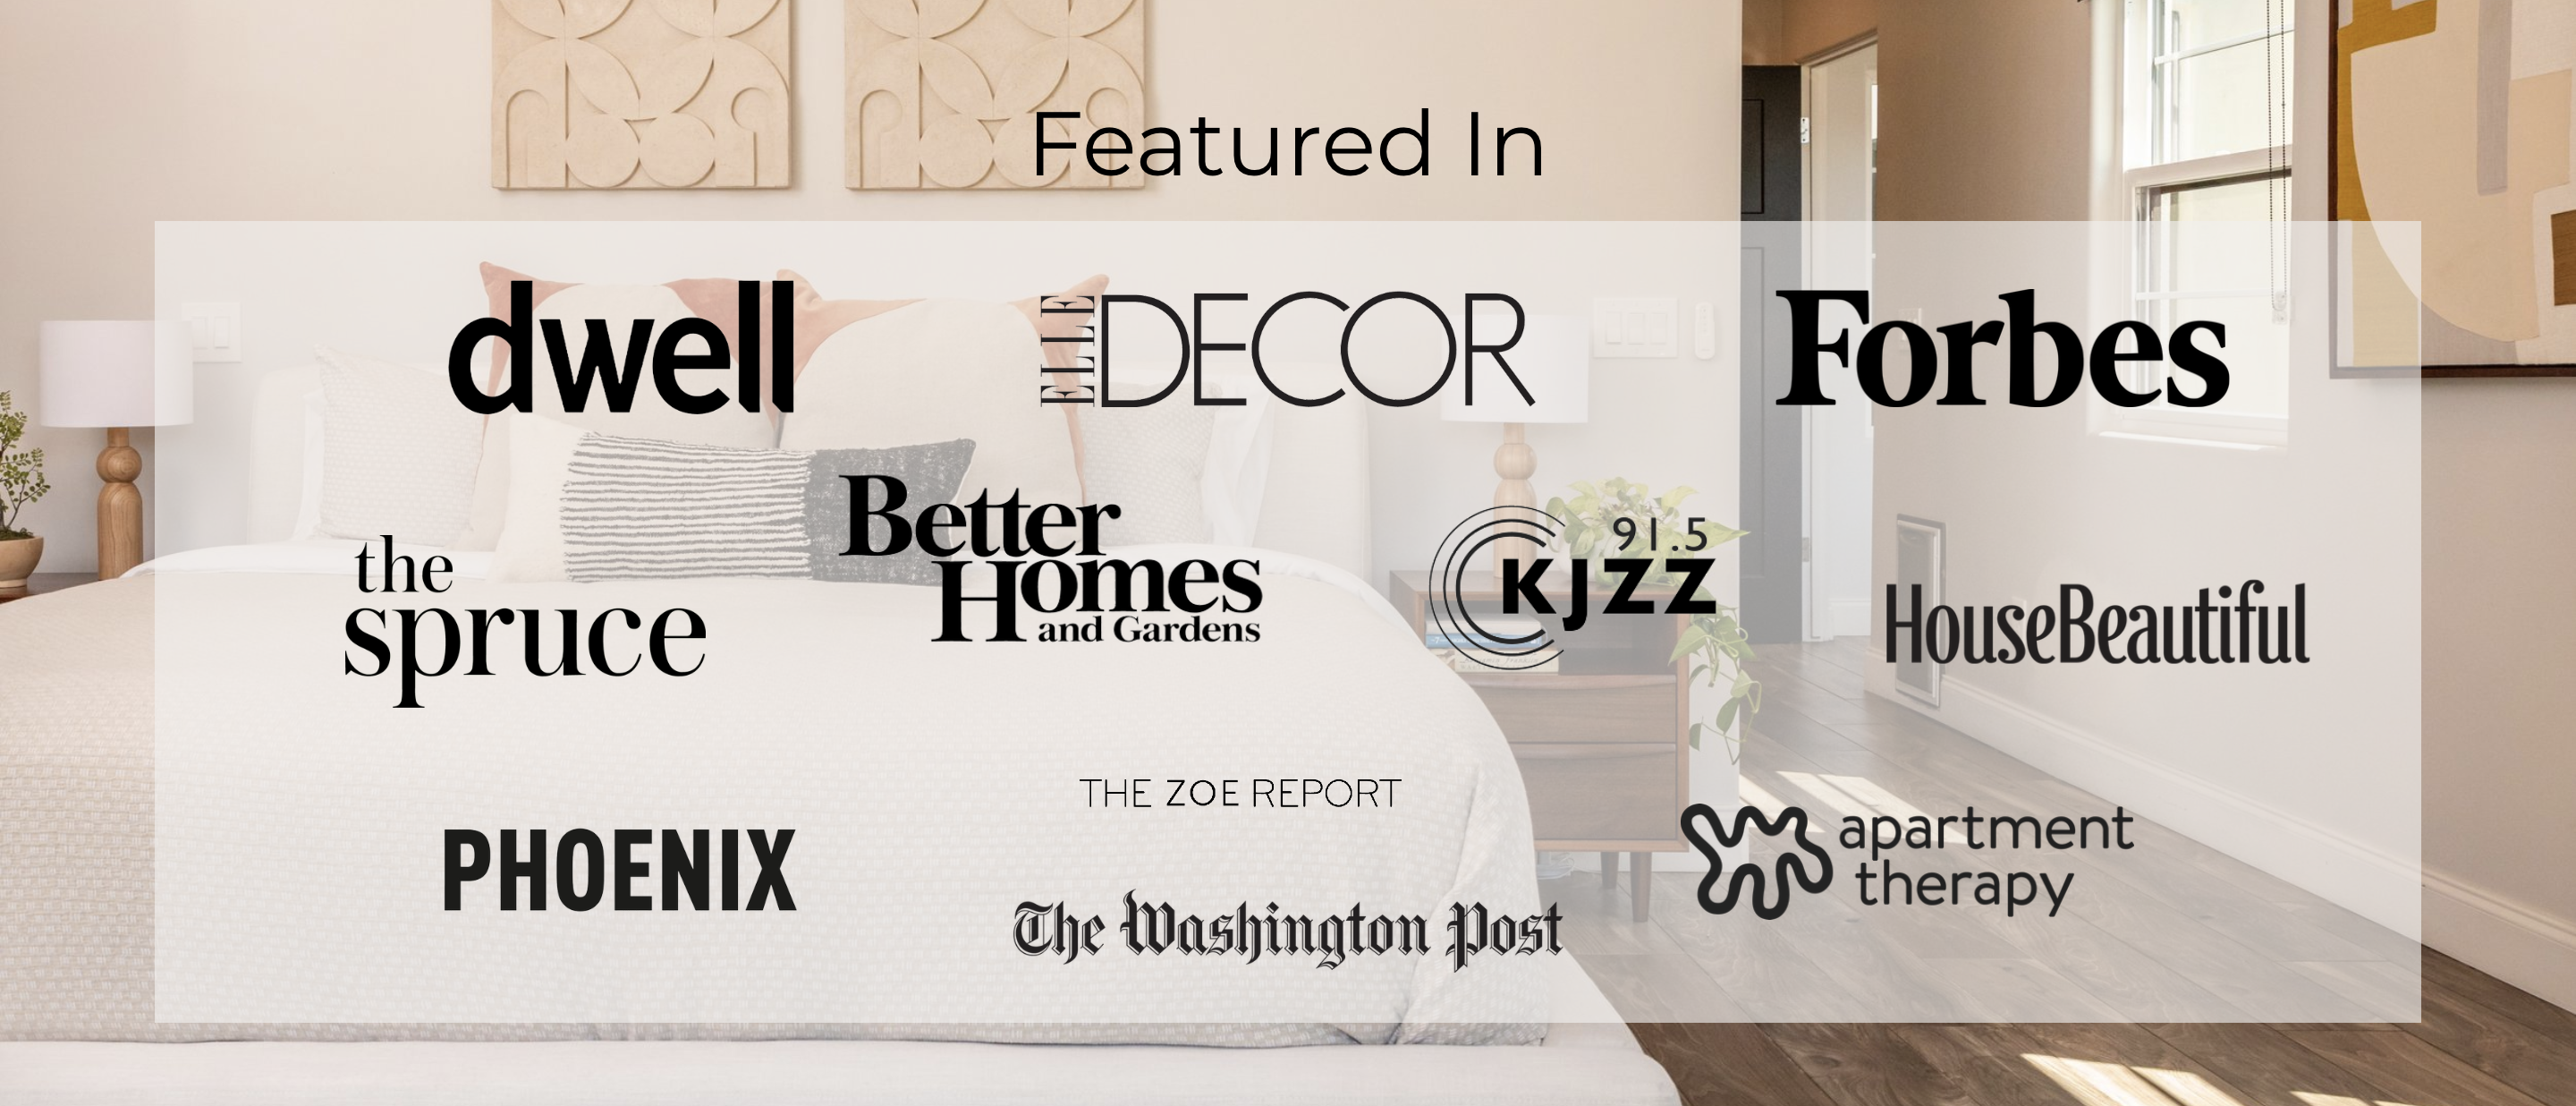 Featured In
dwell
ELLE DECOR
Forbes
the
spruce
Better
Homes
and Gardens
91.5
KJZZ
HouseBeautiful
PHOENIX
THE ZOE REPORT
The Washington Post
apartment
therapy